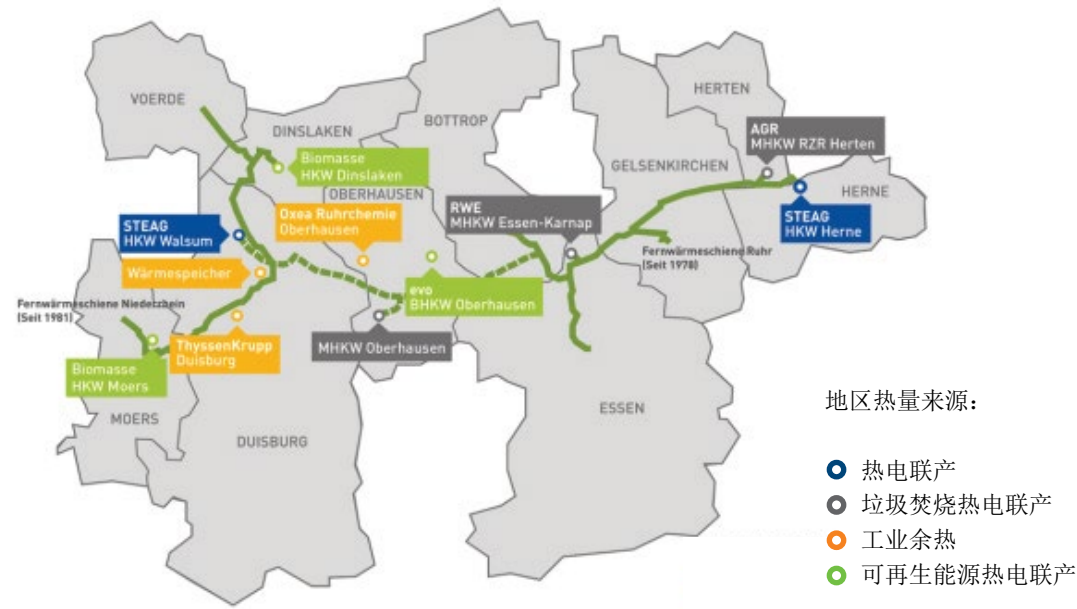 HERTEN
VOERDE
DINSLAKEN
BOTTROP
AGR
MHKW RZR Herten
Biomasse
HKW Dinslaken
GELSENKIRCHEN
OBERHAUSEN
HERNE
RWE
MHKW Essen-Karnap
Oxea Ruhrchemie
Oberhausen
STEAG
HKW Walsum
STEAG
HKW Herne
Fernwärmeschiene Ruhr
(Seit 1978)
Wärmespeicher
evo
BHKW Oberhausen
Fernwärmeschiene Niederrhein
(Seit 1981)
MHKW Oberhausen
ThyssenKrupp
Duisburg
Biomasse
HKW Moers
MOERS
DUISBURG
ESSEN
地区热量来源:
热电联产
垃圾焚烧热电联产
工业余热
可再生能源热电联产